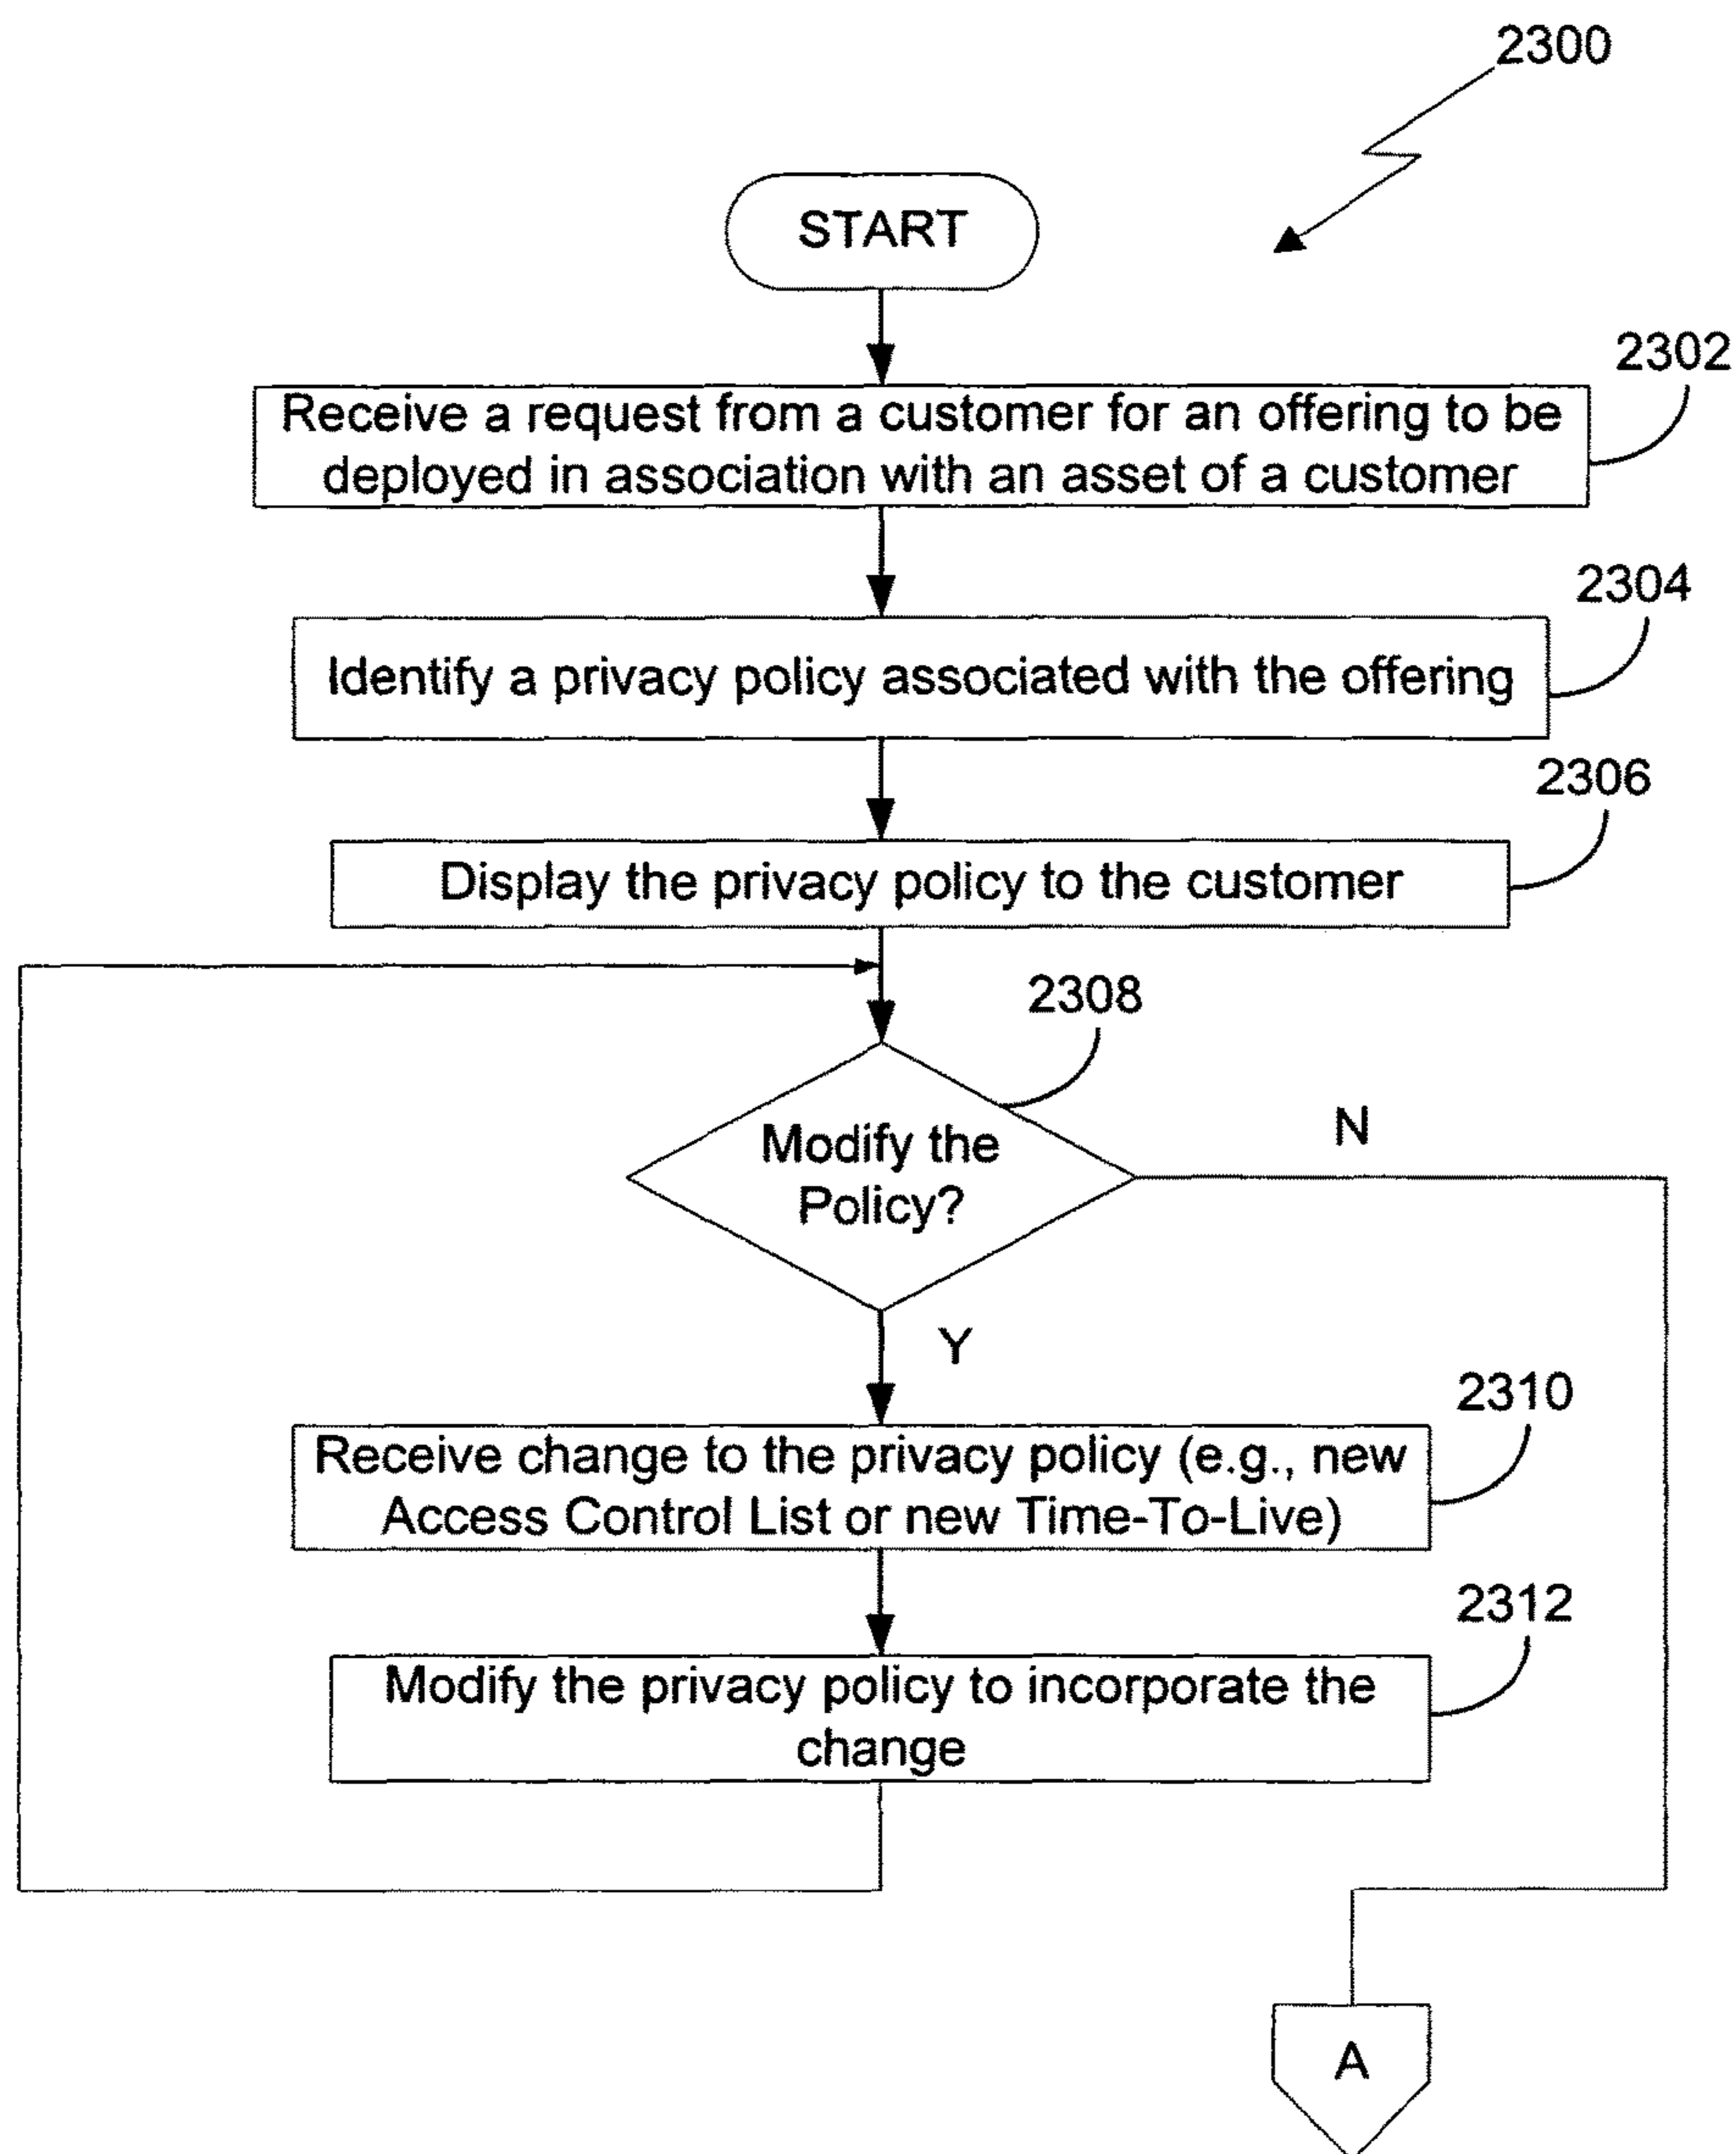 2300
START
2302
Receive a request from a customer for an offering to be
deployed in association with an asset of a customer
2304
Identify a privacy policy associated with the offering
2306
Display the privacy policy to the customer
2308
Modify the
Policy?
N
Y
2310
Receive change to the privacy policy (e.g., new
Access Control List or new Time-To-Live)
2312
Modify the privacy policy to incorporate the
change
A